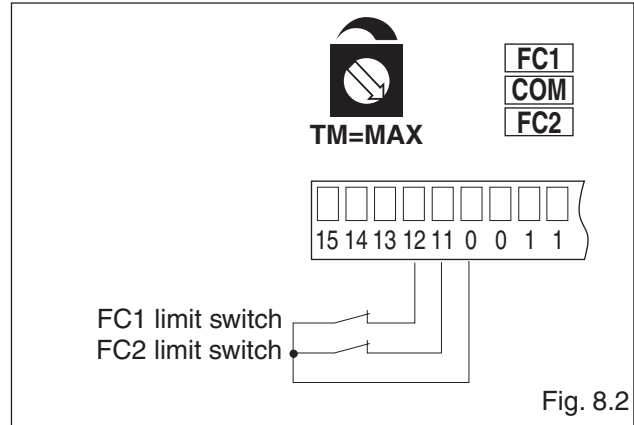 FC1
COM
FC2
TM=MAX
15 14 13 12 11 0 0 1 1
FC1 limit switch
FC2 limit switch
Fig. 8.2